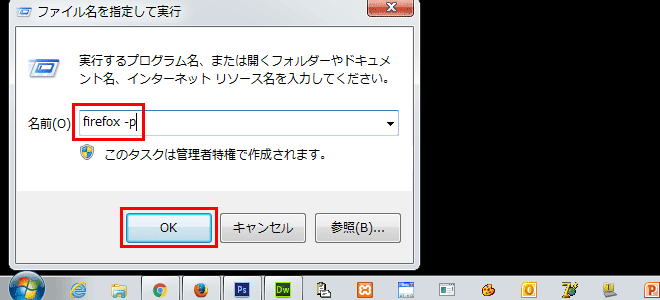 ファイル名を指定して実行
実行するプログラム名、または開くフォルダーやドキュメ
ント名、インターネット リソース名を入力してください。
名前(O)
firefox -p
このタスクは管理者特権で作成されます。
OK
キャンセル
参照(B)...
Ps
Dw